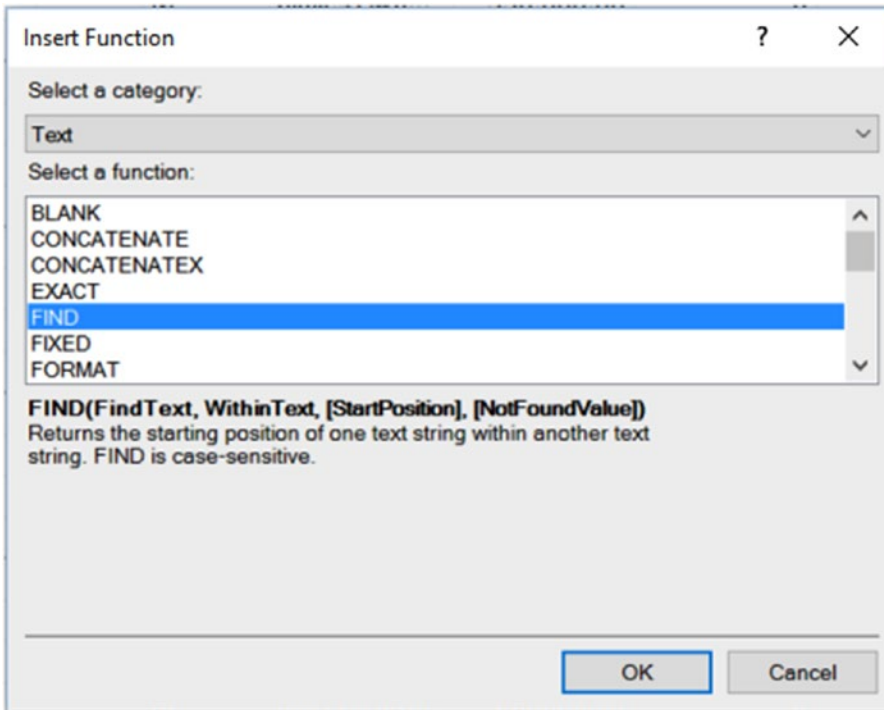 Insert Function
?
Select a category:
Text
Select a function:
BLANK
CONCATENATE
CONCATENATEX
EXACT
FIND
FIXED
FORMAT
FIND(FindText, WithinText, [StartPosition], [NotFoundValue])
Returns the starting position of one text string within another text
string. FIND is case-sensitive.
OK Cancel